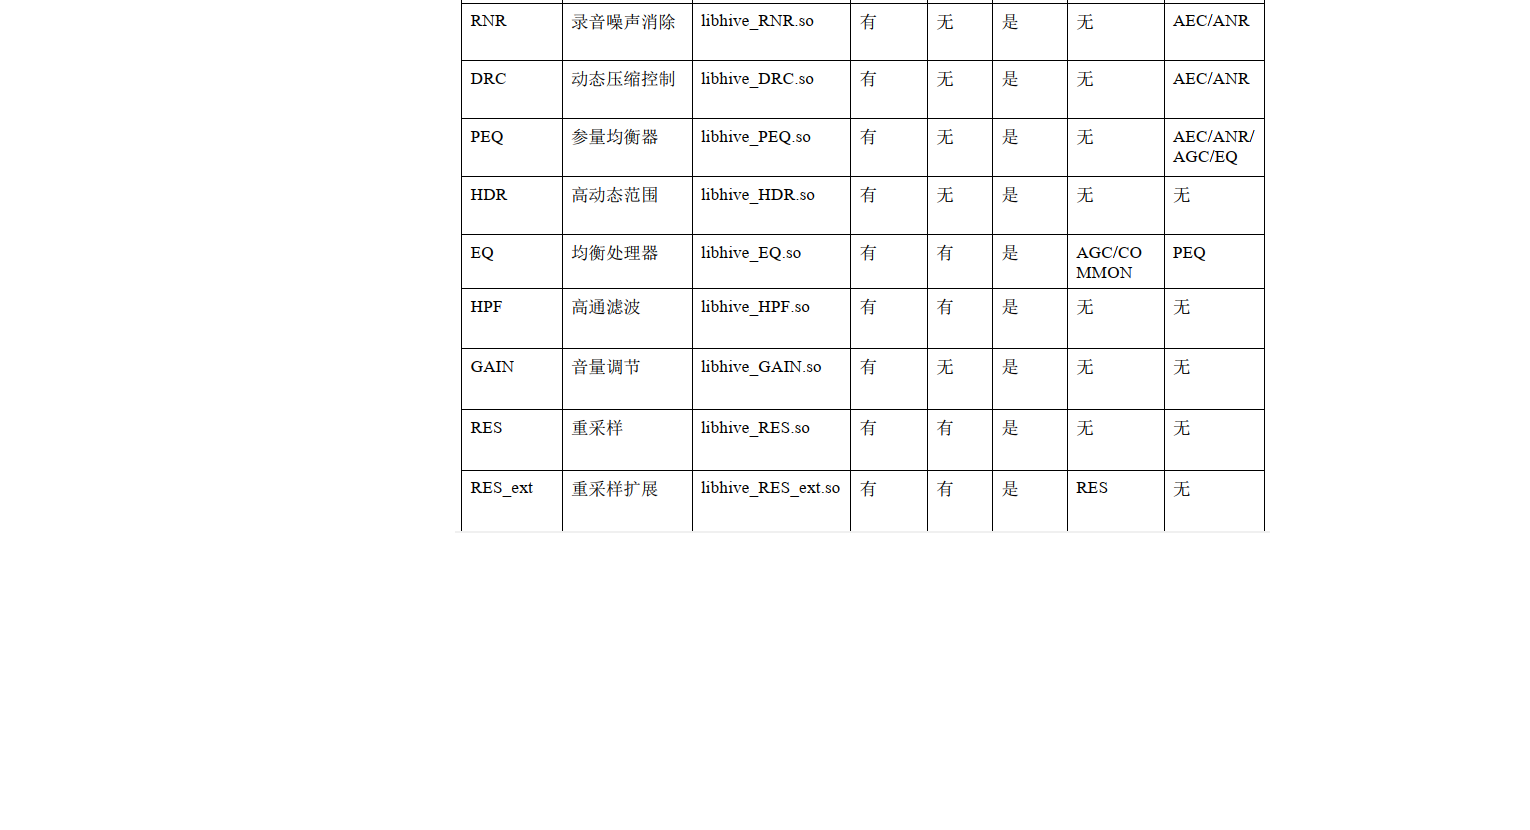 RNR 录音噪声消除 libhive_RNR.so 有 无 是 无 AEC/ANR
DRC 动态压缩控制 libhive_DRC.so 有 无 是 无 AEC/ANR
PEQ 参量均衡器 libhive_PEQ.so 有 无 是 无 AEC/ANR/
AGC/EQ
HDR 高动态范围 libhive_HDR.so 有 无 是 无 无
EQ 均衡处理器 libhive_EQ.so 有 有 是 AGC/CO PEQ
MMON
HPF 高通滤波 libhive_HPF.so 有 有 是 无 无
GAIN 音量调节 libhive_GAIN.so 有 无 是 无 无
RES 重采样 libhive_RES.so 有 有 是 无 无
RES_ext 重采样扩展 libhive_RES_ext.so 有 有 是 RES 无